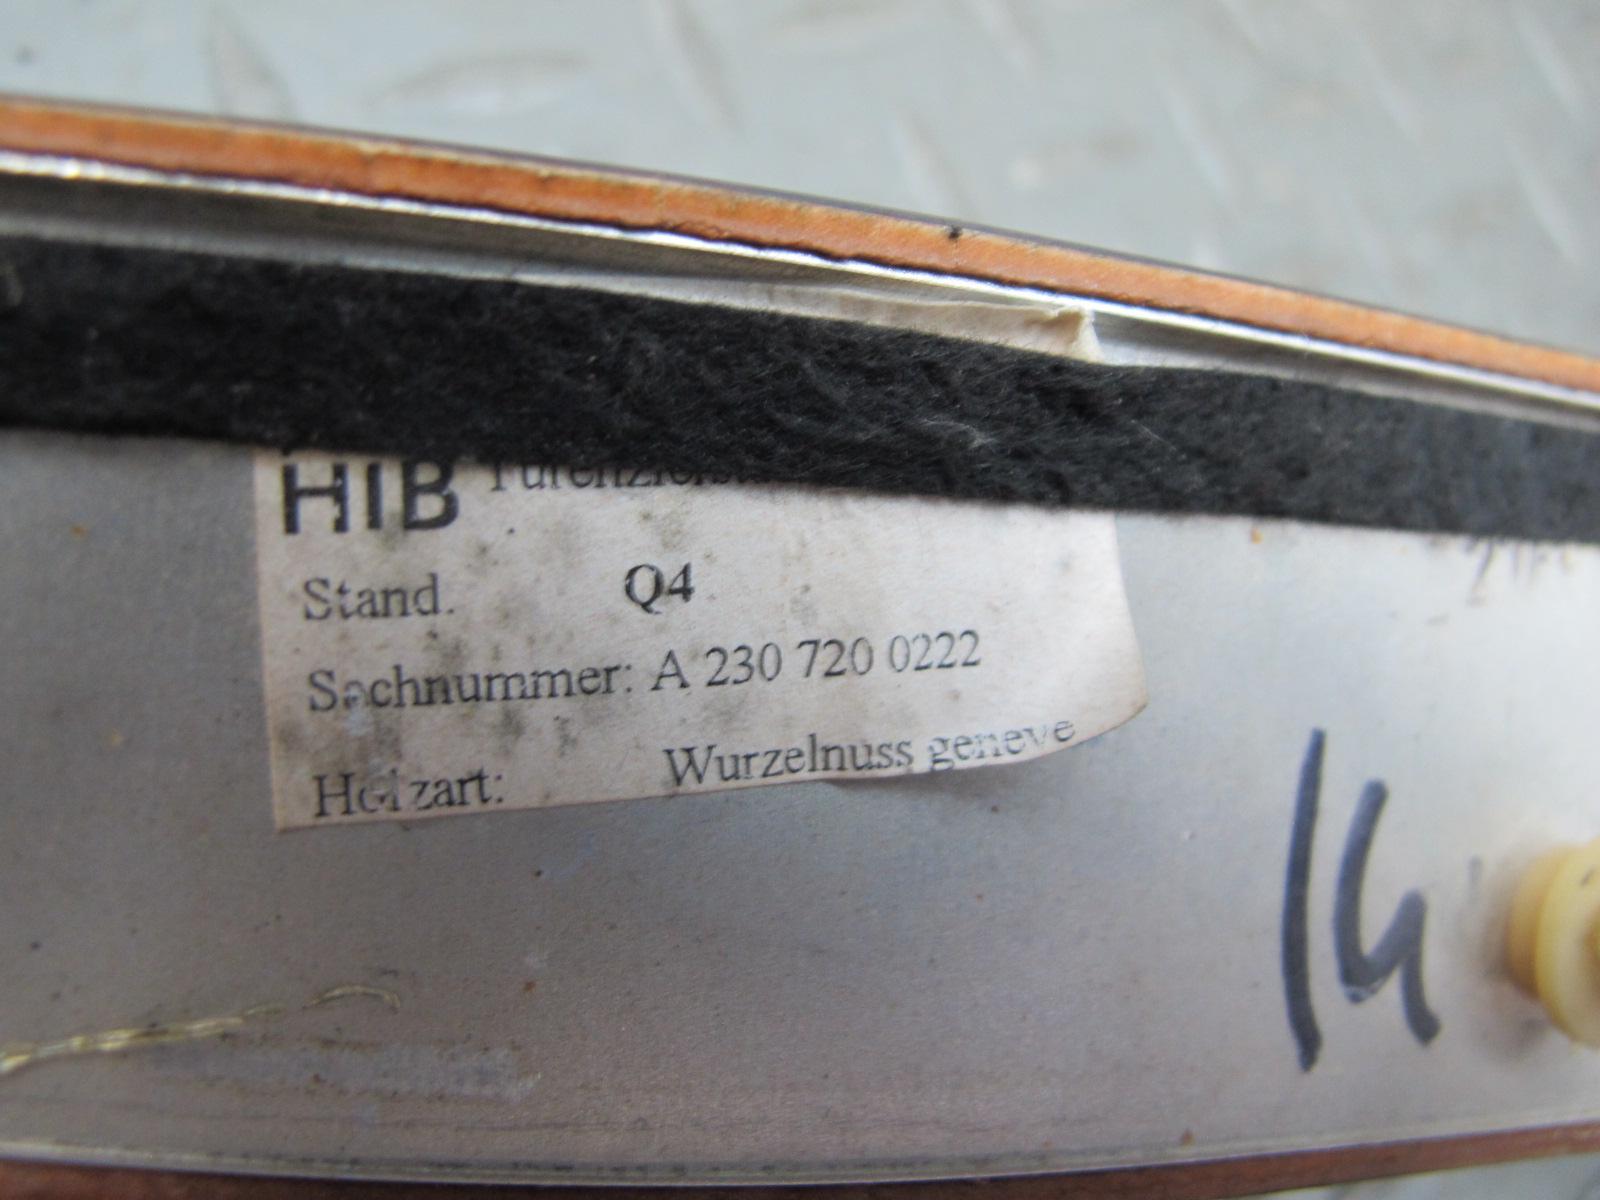 HIB
Stand. Q4
Sachnummer: A 230 720 0222
Holzart: Wurzelnuss geneve
14